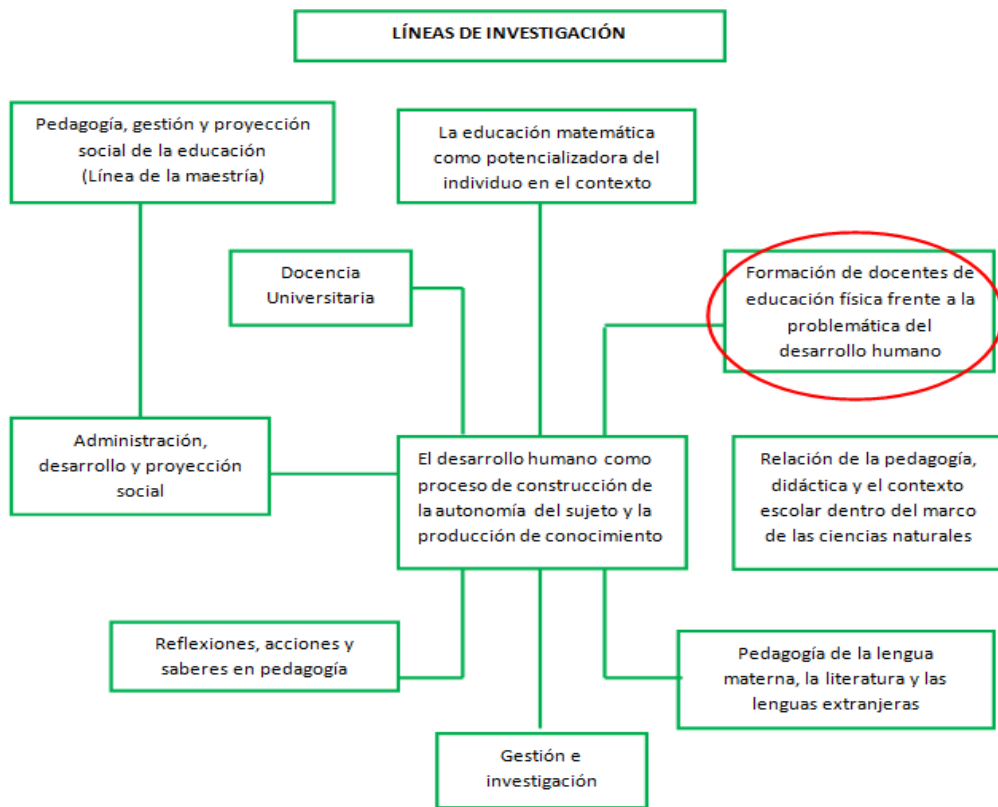 LÍNEAS DE INVESTIGACIÓN
Pedagogía, gestión y proyección
social de la educación
(Línea de la maestría)
La educación matemática
como potencializadora del
individuo en el contexto
Docencia
Universitaria
Formación de docentes de
educación física frente a la
problemática del
desarrollo humano
Administración,
desarrollo y proyección
social
El desarrollo humano como
proceso de construcción de
la autonomía del sujeto y la
producción de conocimiento
Relación de la pedagogía,
didáctica y el contexto
escolar dentro del marco
de las ciencias naturales
Reflexiones, acciones y
saberes en pedagogía
Pedagogía de la lengua
materna, la literatura y las
lenguas extranjeras
Gestión e
investigación